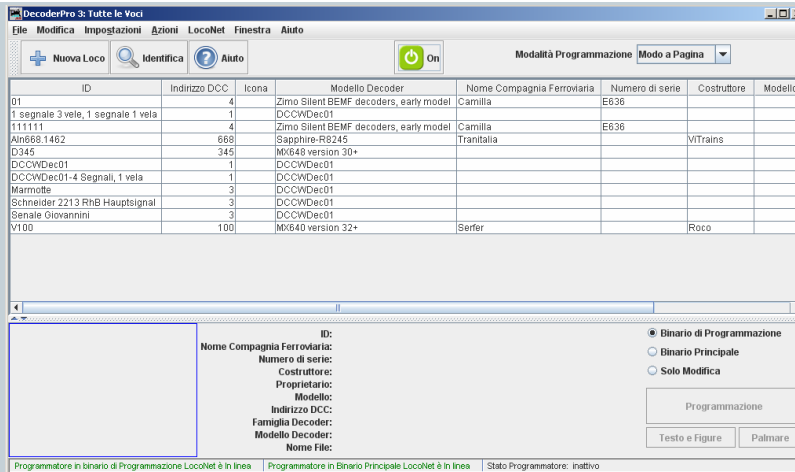 DecoderPro 3: Tutte le Voci
File Modifica Impostazioni Azioni LocoNet Finestra Aiuto
Nuova Loco Identifica Aiuto On Modalità Programmazione Modo a Pagina
ID Indirizzo DCC Icona Modello Decoder Nome Compagnia Ferroviaria Numero di serie Costruttore Modello
01 4 Zimo Silent BEMF decoders, early model Camilla E636
1 segnale 3 vele, 1 segnale 1 vela 1 DCCWDec01
111111 4 Zimo Silent BEMF decoders, early model Camilla E636
Aln668.1462 668 Sapphire-R8245 Tranitalia ViTrains
D345 345 MX648 version 30+
DCCWDec01 1 DCCWDec01
DCCWDec01-4 Segnali, 1 vela 1 DCCWDec01
Marmotte 3 DCCWDec01
Schneider 2213 RhB Hauptsignal 3 DCCWDec01
Senale Giovannini 3 DCCWDec01
V100 100 MX640 version 32+ Serfer Roco
ID:
Nome Compagnia Ferroviaria:
Numero di serie:
Costruttore:
Proprietario:
Modello:
Indirizzo DCC:
Famiglia Decoder:
Modello Decoder:
Nome File:
Binario di Programmazione
Binario Principale
Solo Modifica
Programmazione
Testo e Figure Palmare
Programmatore in binario di Programmazione LocoNet è In linea Programmatore in Binario Principale LocoNet è In linea Stato Programmatore: inattivo